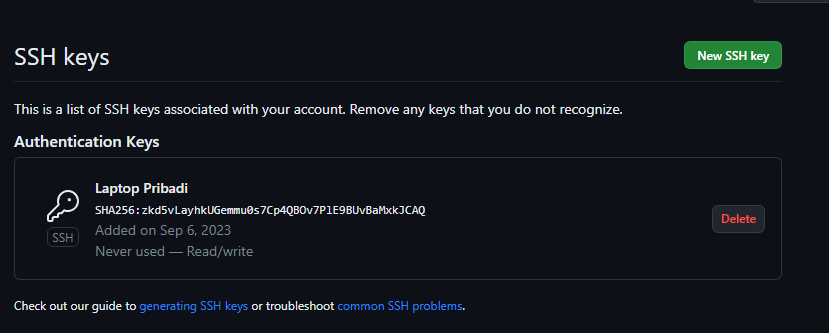 SSH keys
New SSH key
This is a list of SSH keys associated with your account. Remove any keys that you do not recognize.
Authentication Keys
Laptop Pribadi
SHA256:zkd5vLayhkUGemmu0s7Cp4QBOv7PlE9BUvBaMxkJCAQ
SSH
Added on Sep 6, 2023
Never used — Read/write
Delete
Check out our guide to generating SSH keys or troubleshoot common SSH problems.